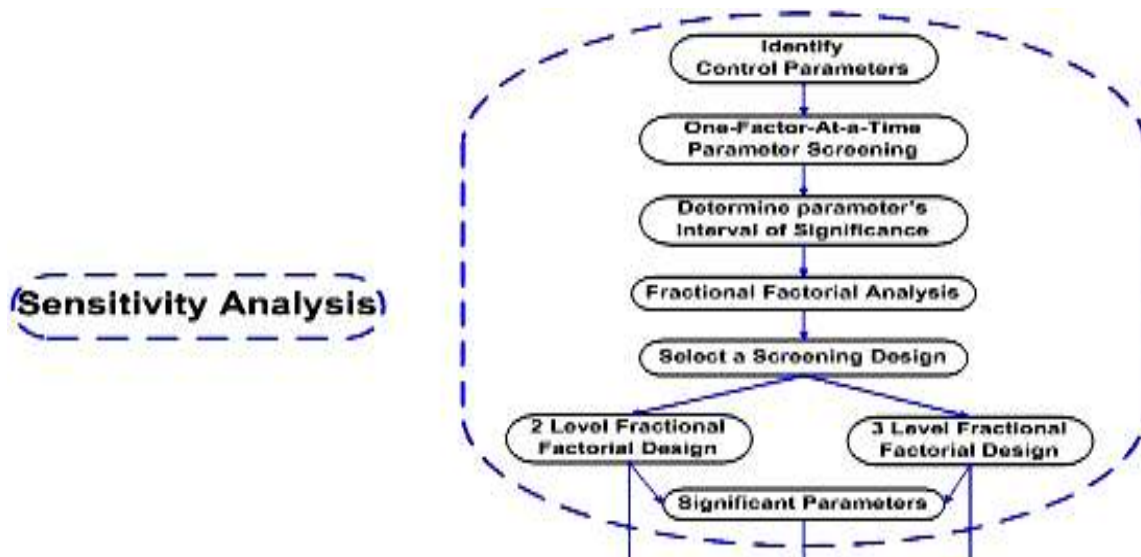 Identify
Control Parameters
One-Factor-At-a-Time
Parameter Screening
Determine parameter's
Interval of Significance
Sensitivity Analysis
Fractional Factorial Analysis
Select a Screening Design
2 Level Fractional
Factorial Design
3 Level Fractional
Factorial Design
Significant Parameters